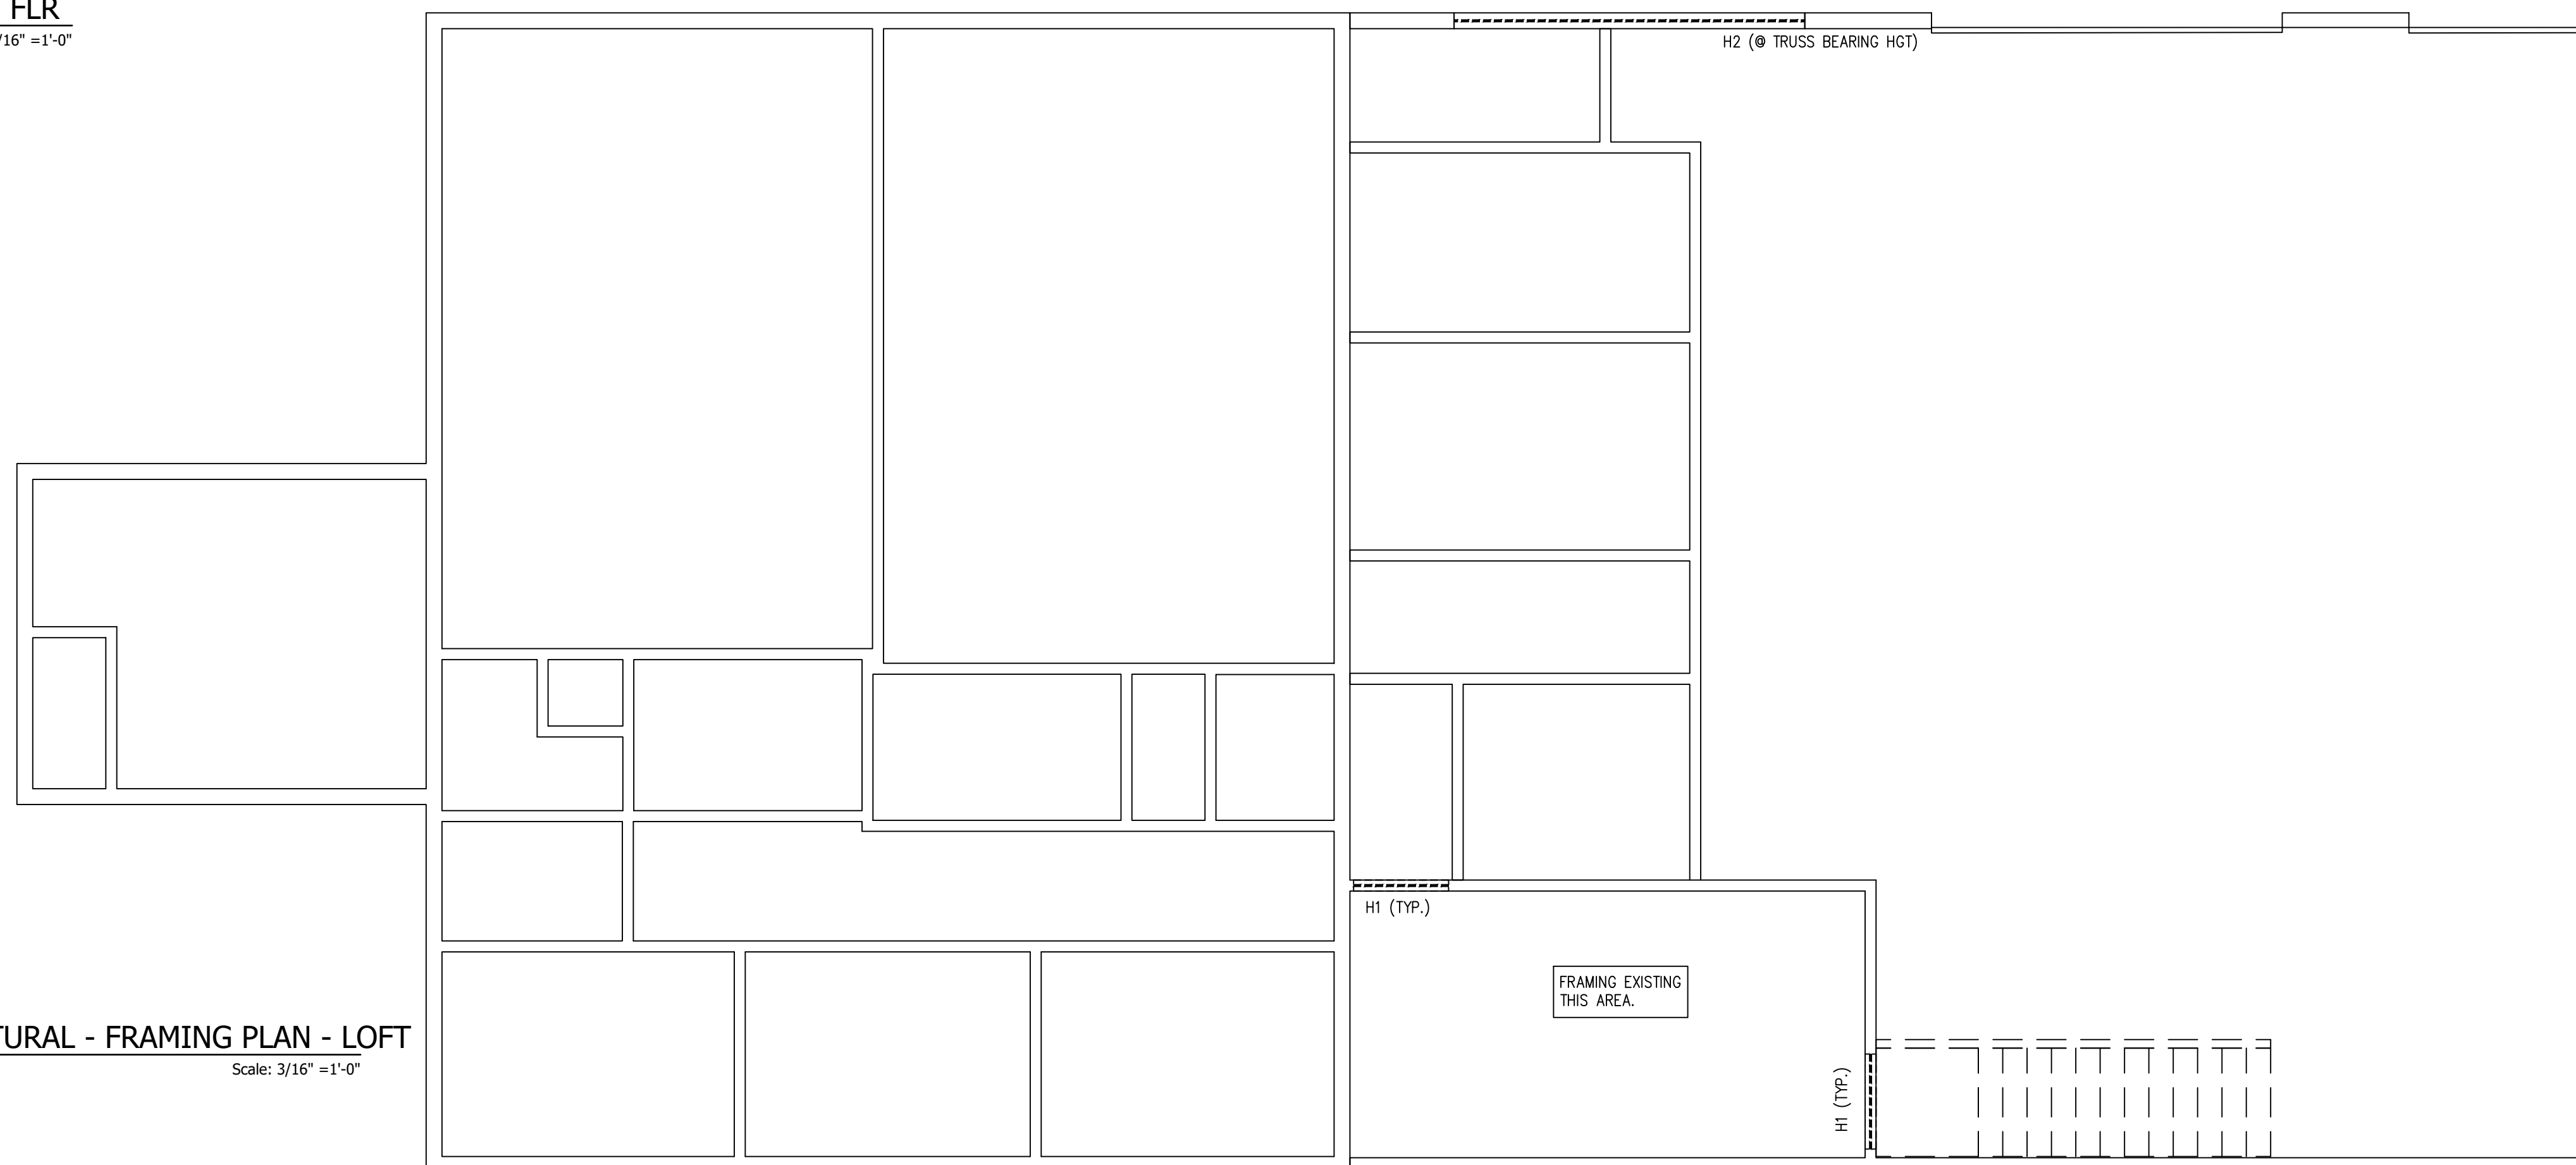 FLR
/16" =1'-0"
H2 (@ TRUSS BEARING HGT)
H1 (TYP.)
FRAMING EXISTING
THIS AREA.
TURAL - FRAMING PLAN - LOFT
Scale: 3/16" =1'-0"
H1 (TYP.)